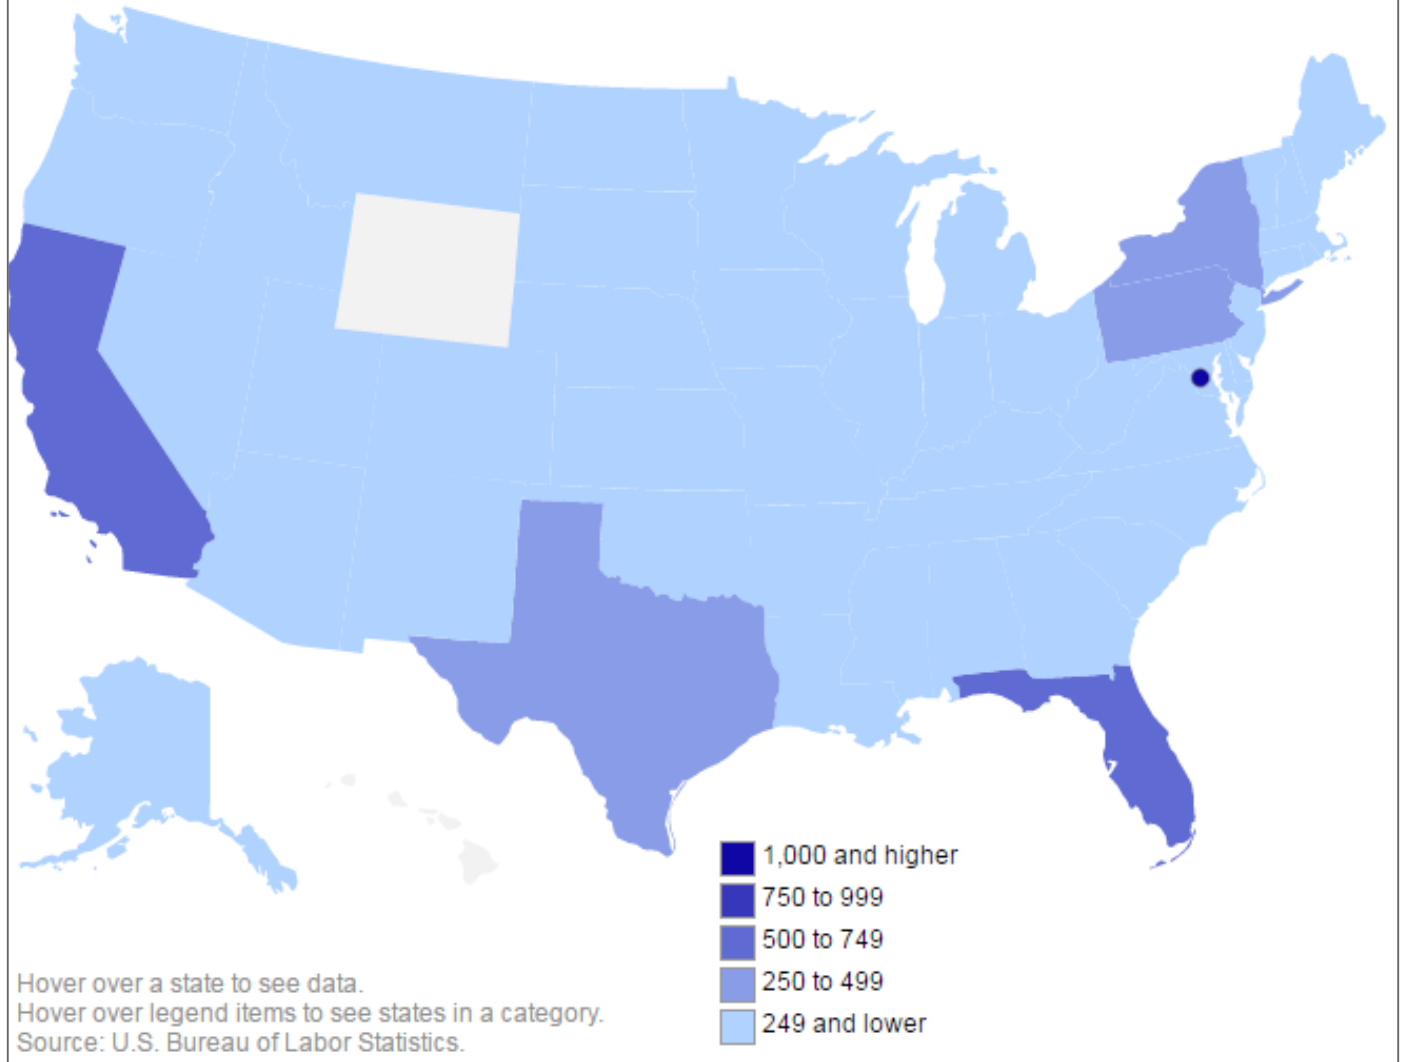 1,000 and higher
750 to 999
500 to 749
250 to 499
249 and lower
Hover over a state to see data.
Hover over legend items to see states in a category.
Source: U.S. Bureau of Labor Statistics.